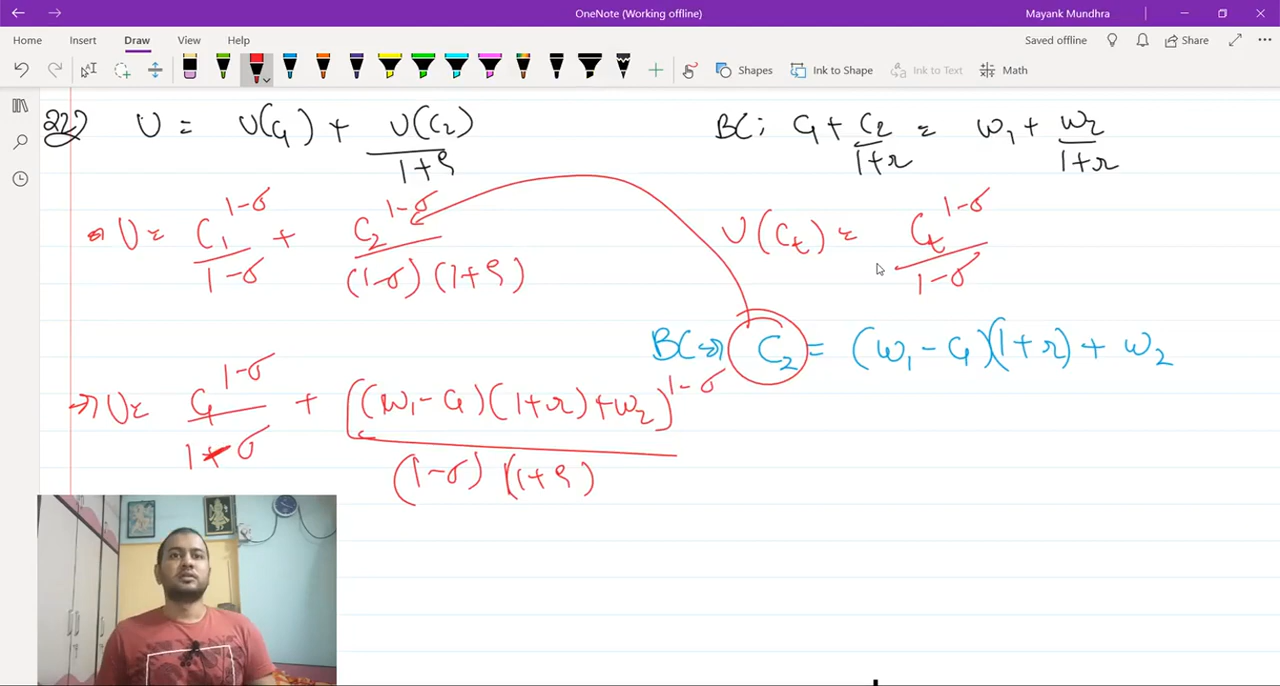 OneNote (Working offline)
Mayank Mundhra
Home Insert Draw View Help
Saved offline
Share
Shapes
Ink to Shape
Ink to Text
Math
22) U = U(C1) + U(C2)/1+ρ
BC: C1 + C2/1+r = w1 + w2/1+r
⇒ U = C1^1-σ/1-σ + C2^1-σ/(1-σ)(1+ρ)
U(Ct) = Ct^1-σ/1-σ
BC ⇒ C2 = (w1 - C1)(1+r) + w2
⇒ U = C1^1-σ/1-σ + [(w1 - C1)(1+r) + w2]^1-σ/(1-σ)(1+ρ)